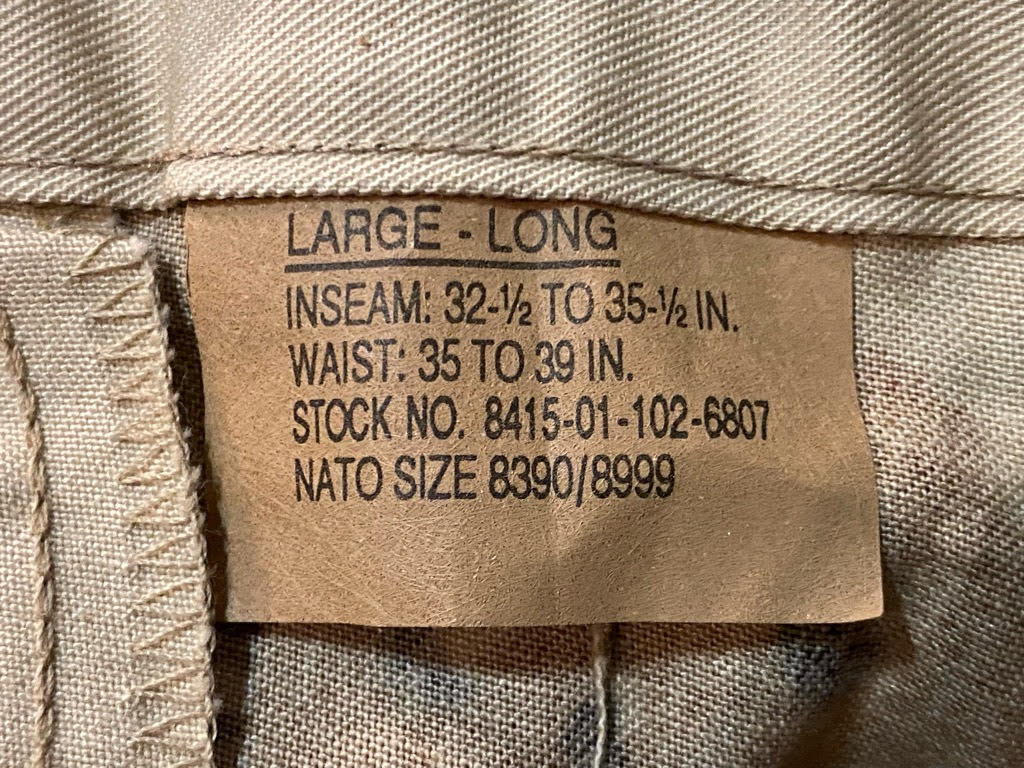 LARGE - LONG
INSEAM: 32-½ TO 35-½ IN.
WAIST: 35 TO 39 IN.
STOCK NO. 8415-01-102-6807
NATO SIZE 8390/8999